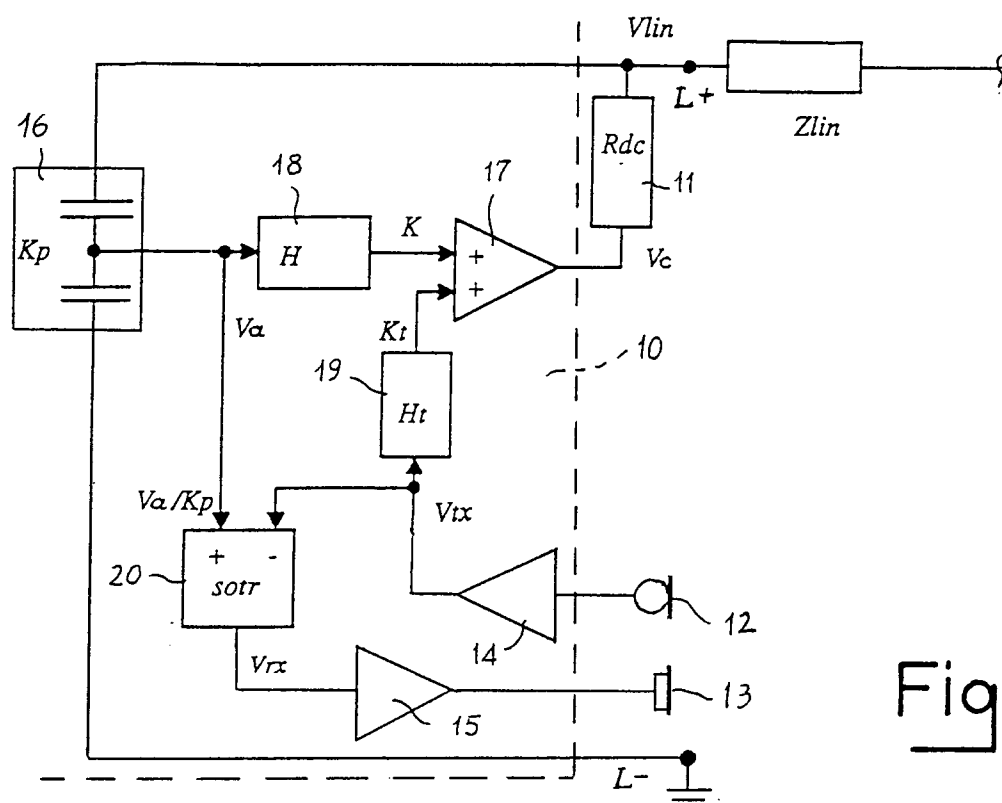 Vlin
L+
Zlin
16
Rdc
11
18
17
Kp
H
K
+
+
Vc
Va
Kt
10
19
Ht
Va/Kp
Vtx
+ -
20
sotr
12
14
Vrx
15
13
Fig
L-